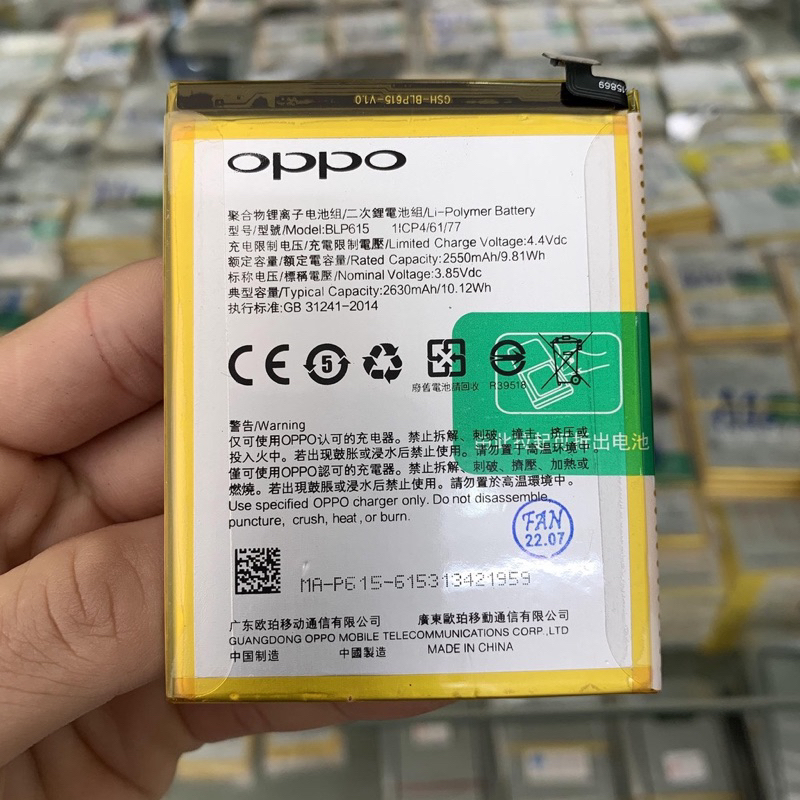 GSH-BLP615-V1.0
15869
oppo
聚合物锂离子电池组/二次鋰電池組/Li-Polymer Battery
型号/型號/Model:BLP615 1ICP4/61/77
充电限制电压/充電限制電壓/Limited Charge Voltage:4.4Vdc
额定容量/額定電容量/Rated Capacity:2550mAh/9.81Wh
标称电压/標稱電壓/Nominal Voltage:3.85Vdc
典型容量/Typical Capacity:2630mAh/10.12Wh
执行标准:GB 31241-2014
CE 5
廢舊電池請回收 R39518
警告/Warning
仅可使用OPPO认可的充电器。禁止拆解、刺破、撞击、挤压或
投入火中。若出现鼓胀或浸水后禁止使用。请勿置于高温环境中
僅可使用OPPO認可的充電器。禁止拆解、刺破、擠壓、加熱或
燃燒。若出現鼓脹或浸水后禁止使用。請勿置於高溫環境中。
Use specified OPPO charger only. Do not disassemble,
puncture, crush, heat, or burn.
起 出电池
FAN
22.07
MA-P615-615313421959
广东欧珀移动通信有限公司 廣東歐珀移動通信有限公司
GUANGDONG OPPO MOBILE TELECOMMUNICATIONS CORP.,LTD
中国制造 中國製造 MADE IN CHINA